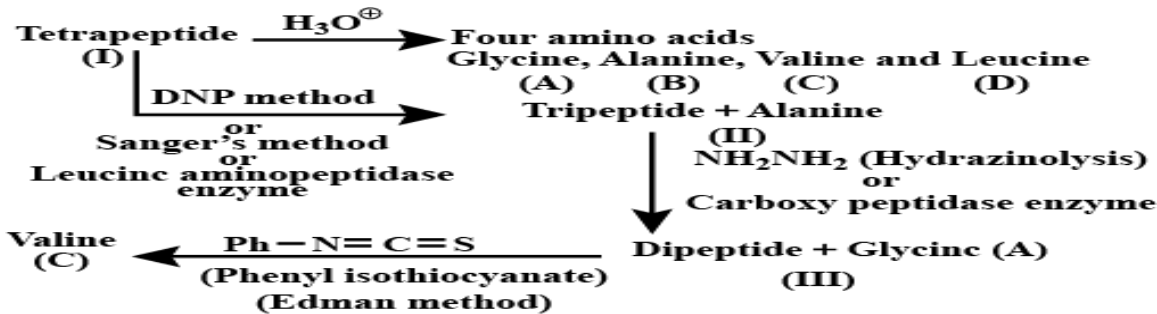 Tetrapeptide
(I)
H₃O⊕
Four amino acids
Glycine, Alanine, Valine and Leucine
(A) (B) (C) (D)
DNP method
or
Sanger's method
or
Leucinc aminopeptidase
enzyme
Tripeptide + Alanine
(II)
NH₂NH₂ (Hydrazinolysis)
or
Carboxy peptidase enzyme
Dipeptide + Glycinc (A)
(III)
Ph – N = C = S
(Phenyl isothiocyanate)
(Edman method)
Valine
(C)